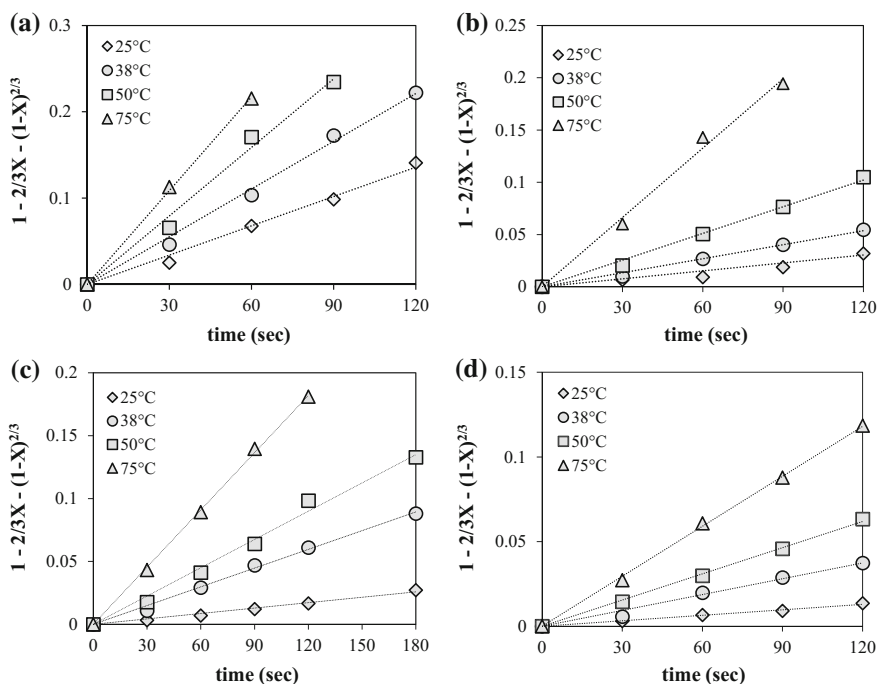 (a)
0.3
0.2
0.1
0
1 - 2/3X - (1-X)^2/3
25°C
38°C
50°C
75°C
0 30 60 90 120
time (sec)
(b)
0.25
0.2
0.15
0.1
0.05
0
1 - 2/3X - (1-X)^2/3
25°C
38°C
50°C
75°C
0 30 60 90 120
time (sec)
(c)
0.2
0.15
0.1
0.05
0
1 - 2/3X - (1-X)^2/3
25°C
38°C
50°C
75°C
0 30 60 90 120 150 180
time (sec)
(d)
0.15
0.1
0.05
0
1 - 2/3X - (1-X)^2/3
25°C
38°C
50°C
75°C
0 30 60 90 120
time (sec)